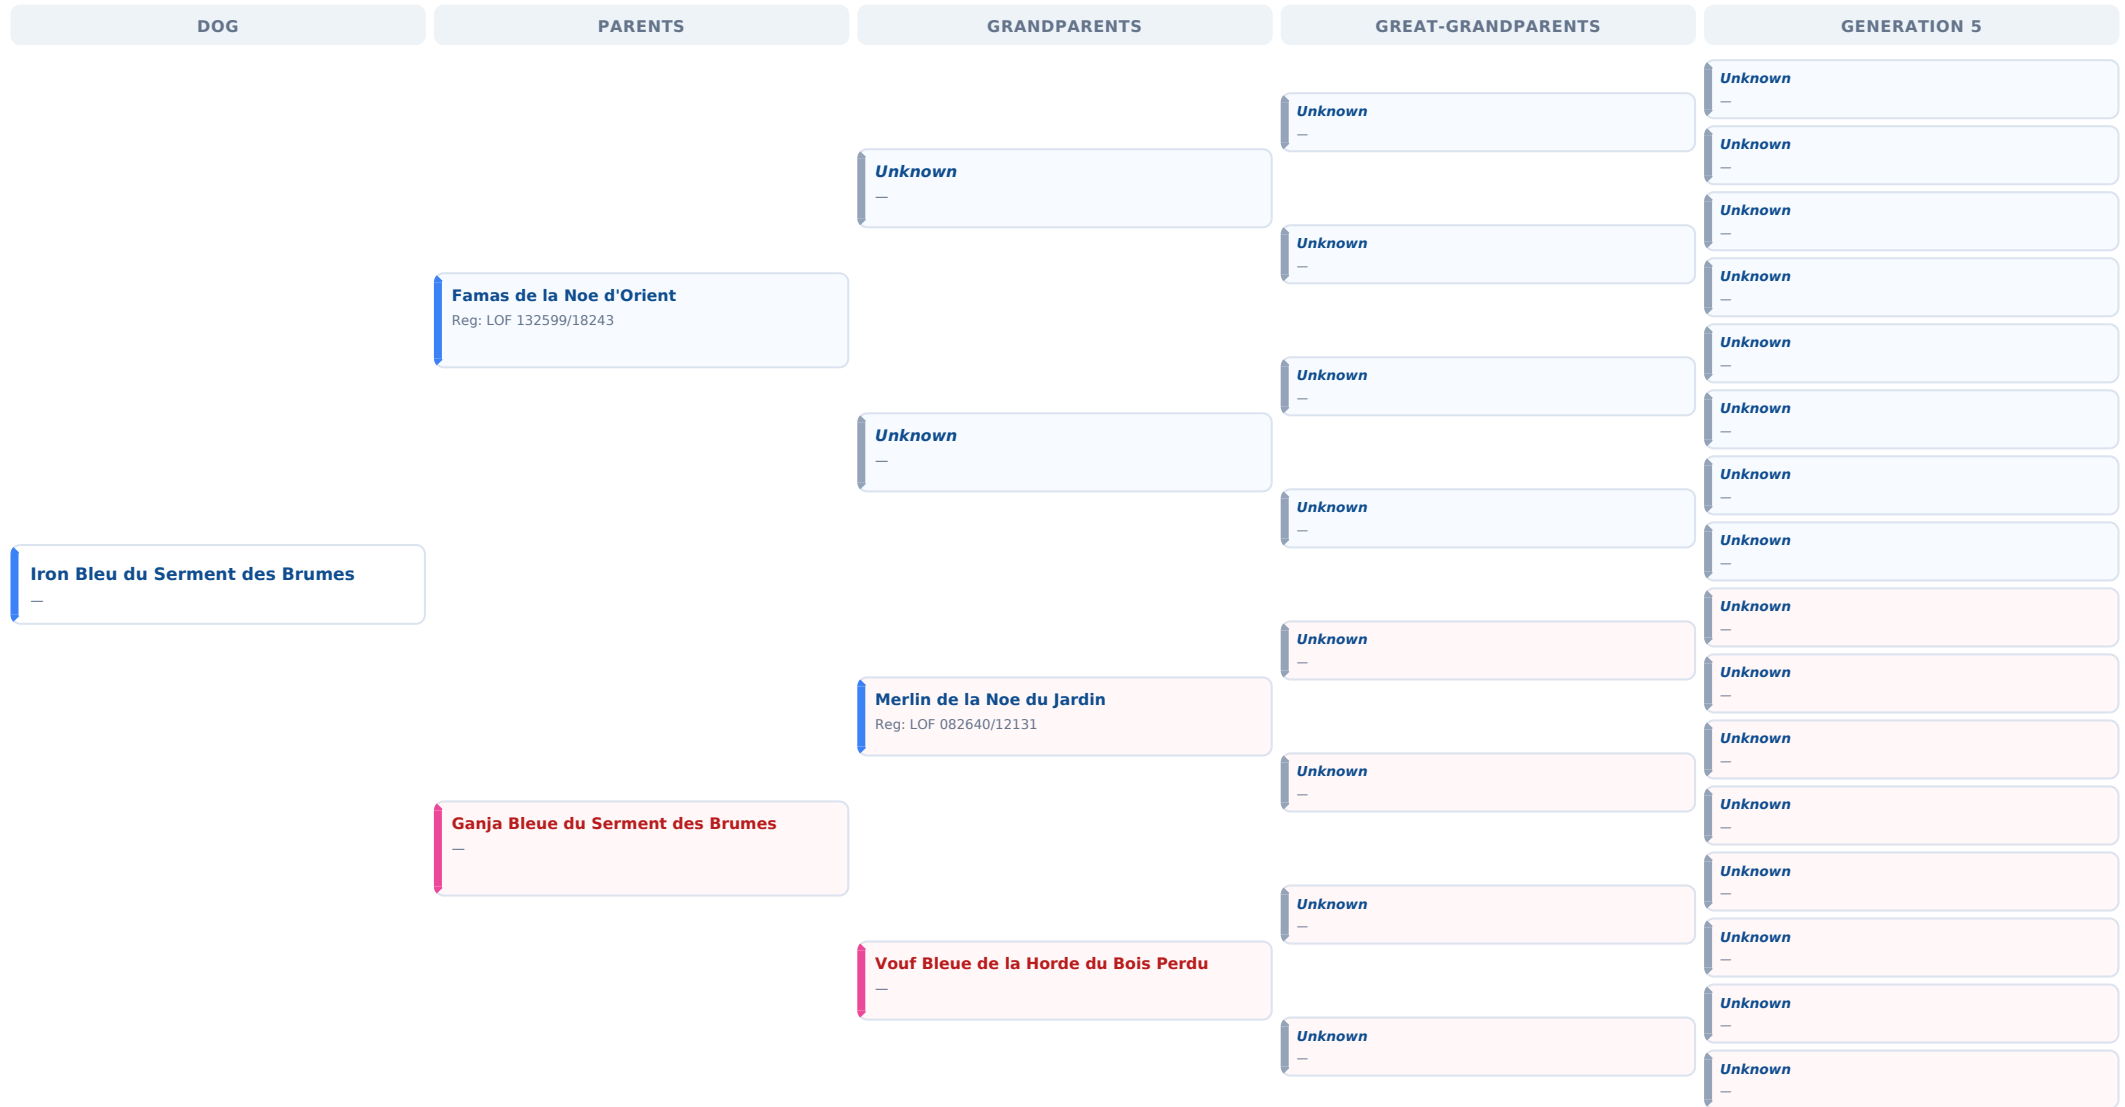 DOG
PARENTS
GRANDPARENTS
GREAT-GRANDPARENTS
GENERATION 5
Iron Bleu du Serment des Brumes
—
Famas de la Noe d'Orient
Reg: LOF 132599/18243
Ganja Bleue du Serment des Brumes
—
Unknown
—
Unknown
—
Merlin de la Noe du Jardin
Reg: LOF 082640/12131
Vouf Bleue de la Horde du Bois Perdu
—
Unknown
—
Unknown
—
Unknown
—
Unknown
—
Unknown
—
Unknown
—
Unknown
—
Unknown
—
Unknown
—
Unknown
—
Unknown
—
Unknown
—
Unknown
—
Unknown
—
Unknown
—
Unknown
—
Unknown
—
Unknown
—
Unknown
—
Unknown
—
Unknown
—
Unknown
—
Unknown
—
Unknown
—